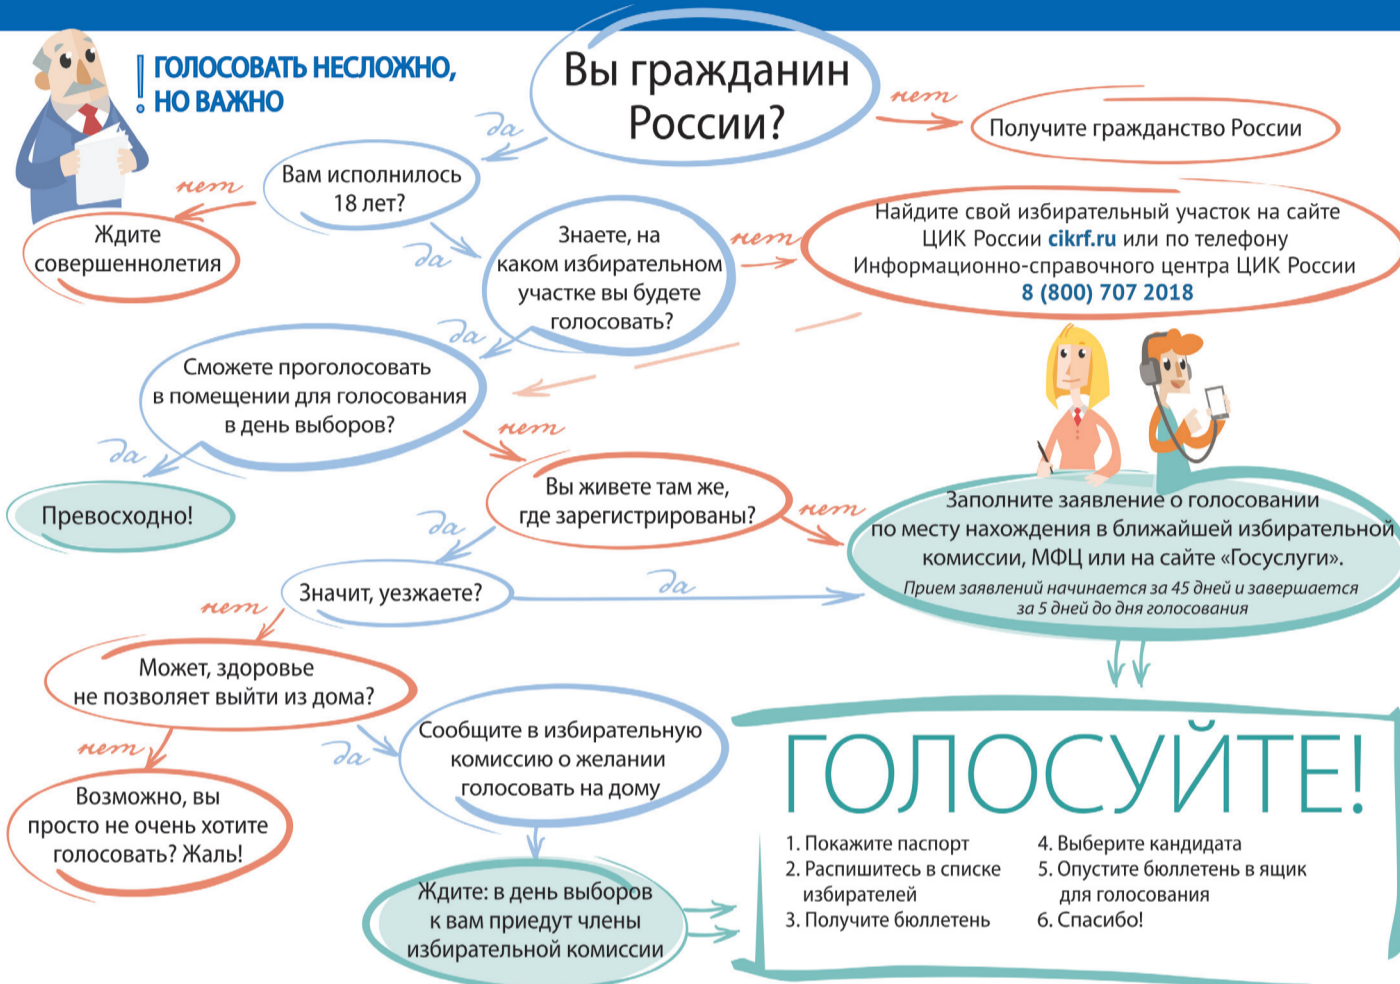 ГОЛОСОВАТЬ НЕСЛОЖНО,
НО ВАЖНО
Вы гражданин
России?
нет
Получите гражданство России
да
Вам исполнилось
18 лет?
нет
Ждите
совершеннолетия
да
Знаете, на
каком избирательном
участке вы будете
голосовать?
нет
Найдите свой избирательный участок на сайте
ЦИК России cikrf.ru или по телефону
Информационно-справочного центра ЦИК России
8 (800) 707 2018
да
Сможете проголосовать
в помещении для голосования
в день выборов?
да
Превосходно!
нет
Вы живете там же,
где зарегистрированы?
нет
Заполните заявление о голосовании
по месту нахождения в ближайшей избирательной
комиссии, МФЦ или на сайте «Госуслуги».
Прием заявлений начинается за 45 дней и завершается
за 5 дней до дня голосования
да
Значит, уезжаете?
да
нет
Может, здоровье
не позволяет выйти из дома?
нет
Возможно, вы
просто не очень хотите
голосовать? Жаль!
да
Сообщите в избирательную
комиссию о желании
голосовать на дому
Ждите: в день выборов
к вам приедут члены
избирательной комиссии
ГОЛОСУЙТЕ!
1. Покажите паспорт
2. Распишитесь в списке
избирателей
3. Получите бюллетень
4. Выберите кандидата
5. Опустите бюллетень в ящик
для голосования
6. Спасибо!